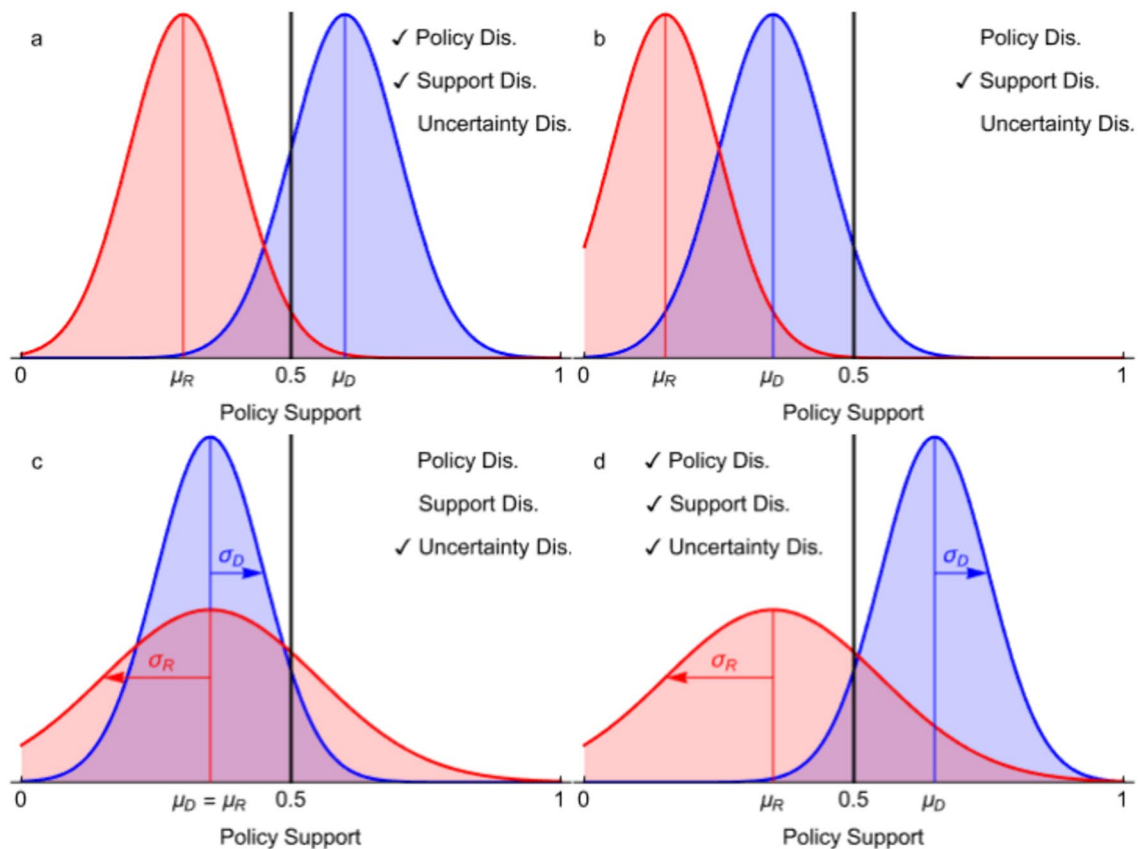 a
✓ Policy Dis.
✓ Support Dis.
Uncertainty Dis.
0 μR 0.5 μD 1
Policy Support
b
Policy Dis.
✓ Support Dis.
Uncertainty Dis.
0 μR μD 0.5 1
Policy Support
c
Policy Dis.
Support Dis.
✓ Uncertainty Dis.
σD
σR
0 μD = μR 0.5 1
Policy Support
d
✓ Policy Dis.
✓ Support Dis.
✓ Uncertainty Dis.
σD
σR
0 μR 0.5 μD 1
Policy Support